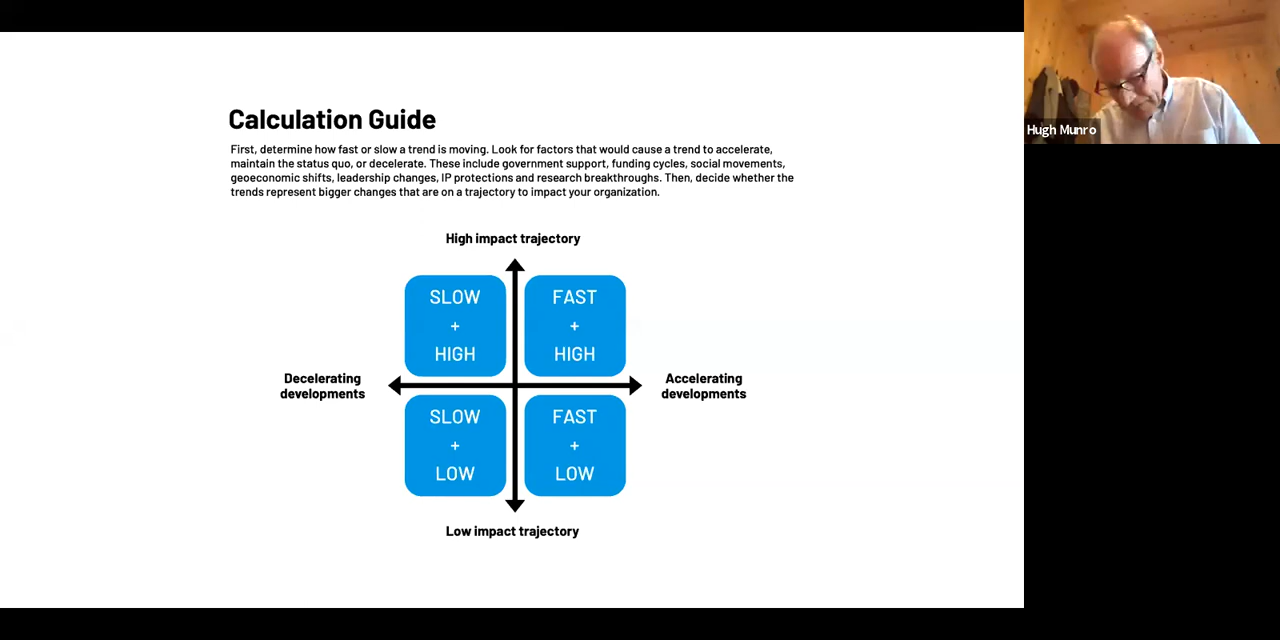 Calculation Guide
First, determine how fast or slow a trend is moving. Look for factors that would cause a trend to accelerate,
maintain the status quo, or decelerate. These include government support, funding cycles, social movements,
geoeconomic shifts, leadership changes, IP protections and research breakthroughs. Then, decide whether the
trends represent bigger changes that are on a trajectory to impact your organization.
High impact trajectory
SLOW
+
HIGH
FAST
+
HIGH
Decelerating
developments
Accelerating
developments
SLOW
+
LOW
FAST
+
LOW
Low impact trajectory
Hugh Munro